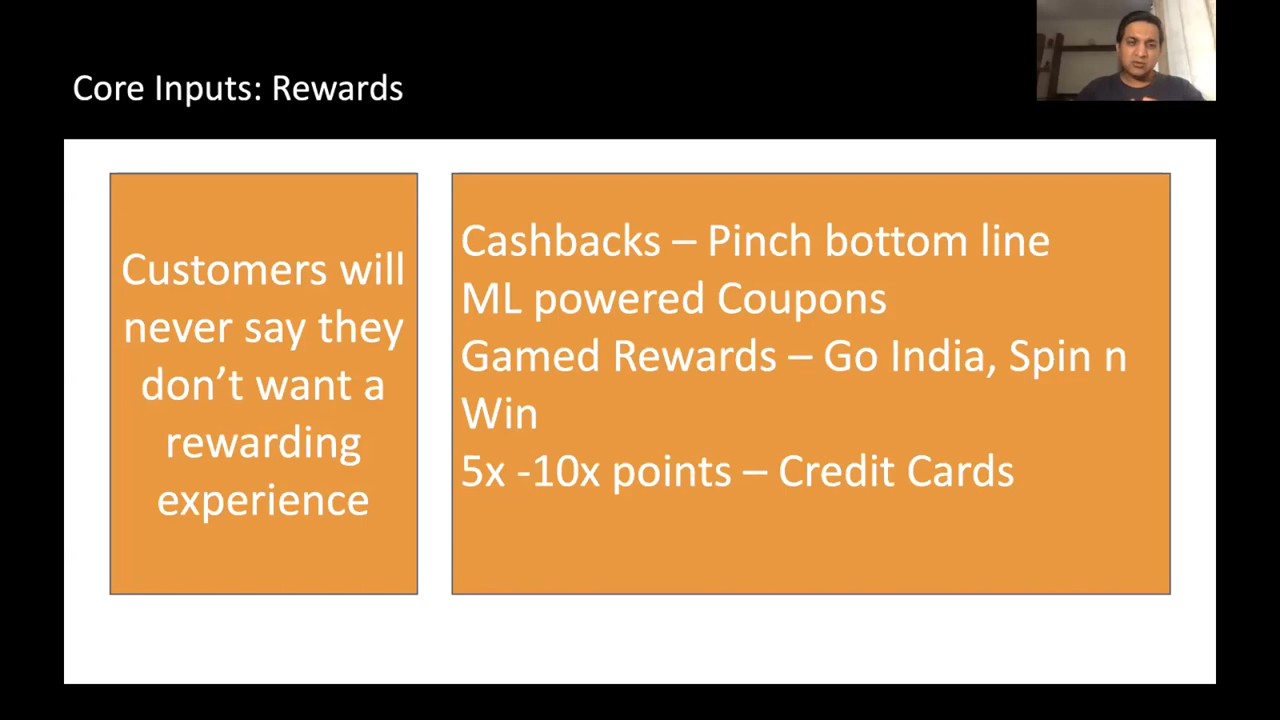 Core Inputs: Rewards
Customers will
never say they
don’t want a
rewarding
experience
Cashbacks – Pinch bottom line
ML powered Coupons
Gamed Rewards – Go India, Spin n
Win
5x -10x points – Credit Cards